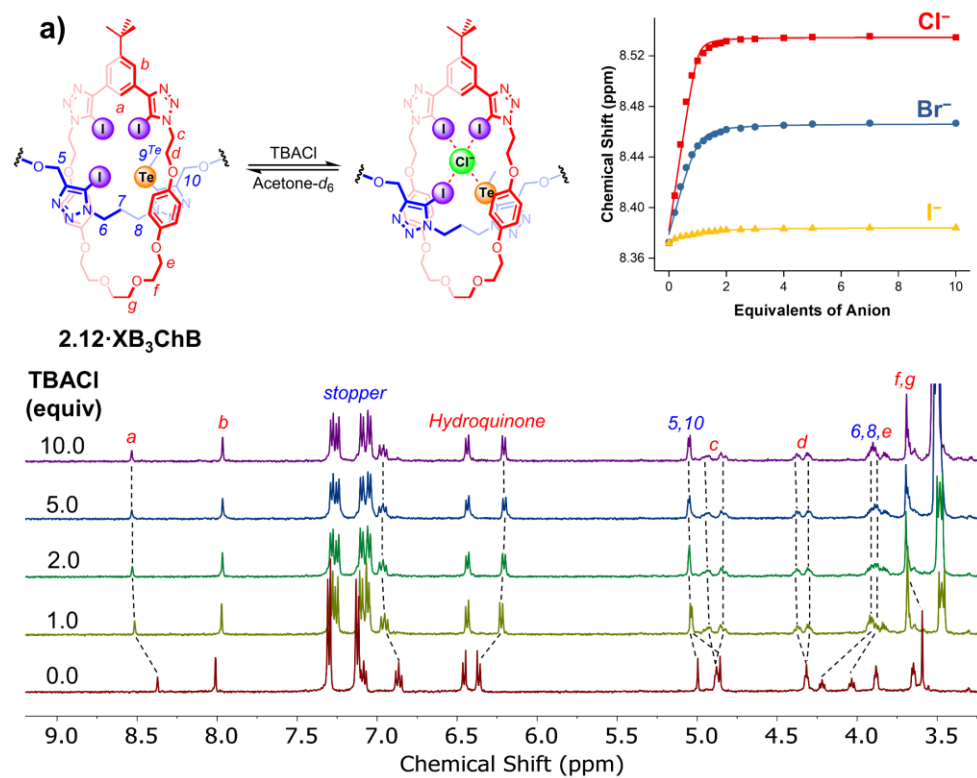 a)
b
a
N
N
N
N
N
N
I
I
c
d
5
9Te
10
O
I
Te
O
O
7
N
N
N
N
6
8
O
O
e
O
O
f
g
2.12·XB3ChB
TBACl
Acetone-d6
N
N
N
N
N
N
I
I
Cl−
O
I
Te
O
O
N
N
N
N
O
O
O
O
Chemical Shift (ppm)
8.52
8.48
8.44
8.40
8.36
Cl−
Br−
I−
0 2 4 6 8 10
Equivalents of Anion
TBACl
(equiv)
a
b
stopper
Hydroquinone
5,10
c
d
6,8,e
f,g
10.0
5.0
2.0
1.0
0.0
9.0 8.5 8.0 7.5 7.0 6.5 6.0 5.5 5.0 4.5 4.0 3.5
Chemical Shift (ppm)